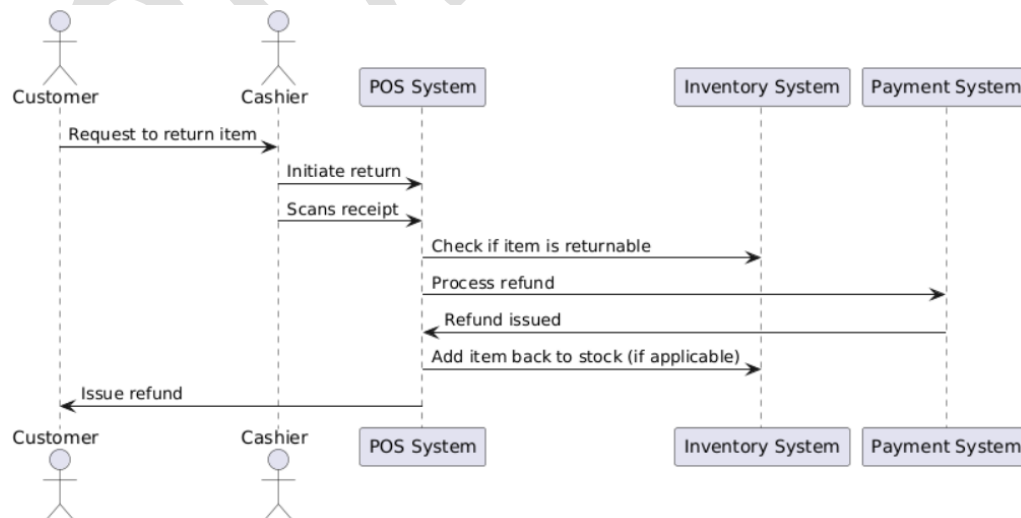 Customer
Cashier
POS System
Inventory System
Payment System
Request to return item
Initiate return
Scans receipt
Check if item is returnable
Process refund
Refund issued
Add item back to stock (if applicable)
Issue refund
Customer
Cashier
POS System
Inventory System
Payment System